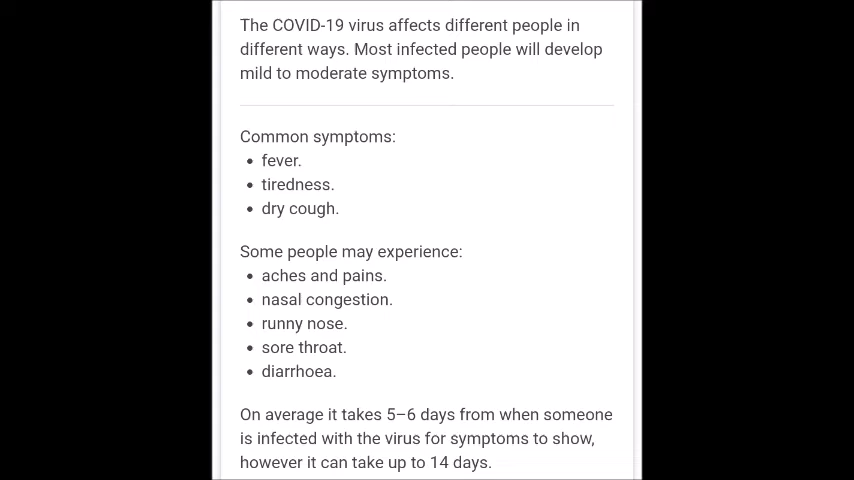 The COVID-19 virus affects different people in
different ways. Most infected people will develop
mild to moderate symptoms.
Common symptoms:
• fever.
• tiredness.
• dry cough.
Some people may experience:
• aches and pains.
• nasal congestion.
• runny nose.
• sore throat.
• diarrhoea.
On average it takes 5–6 days from when someone
is infected with the virus for symptoms to show,
however it can take up to 14 days.